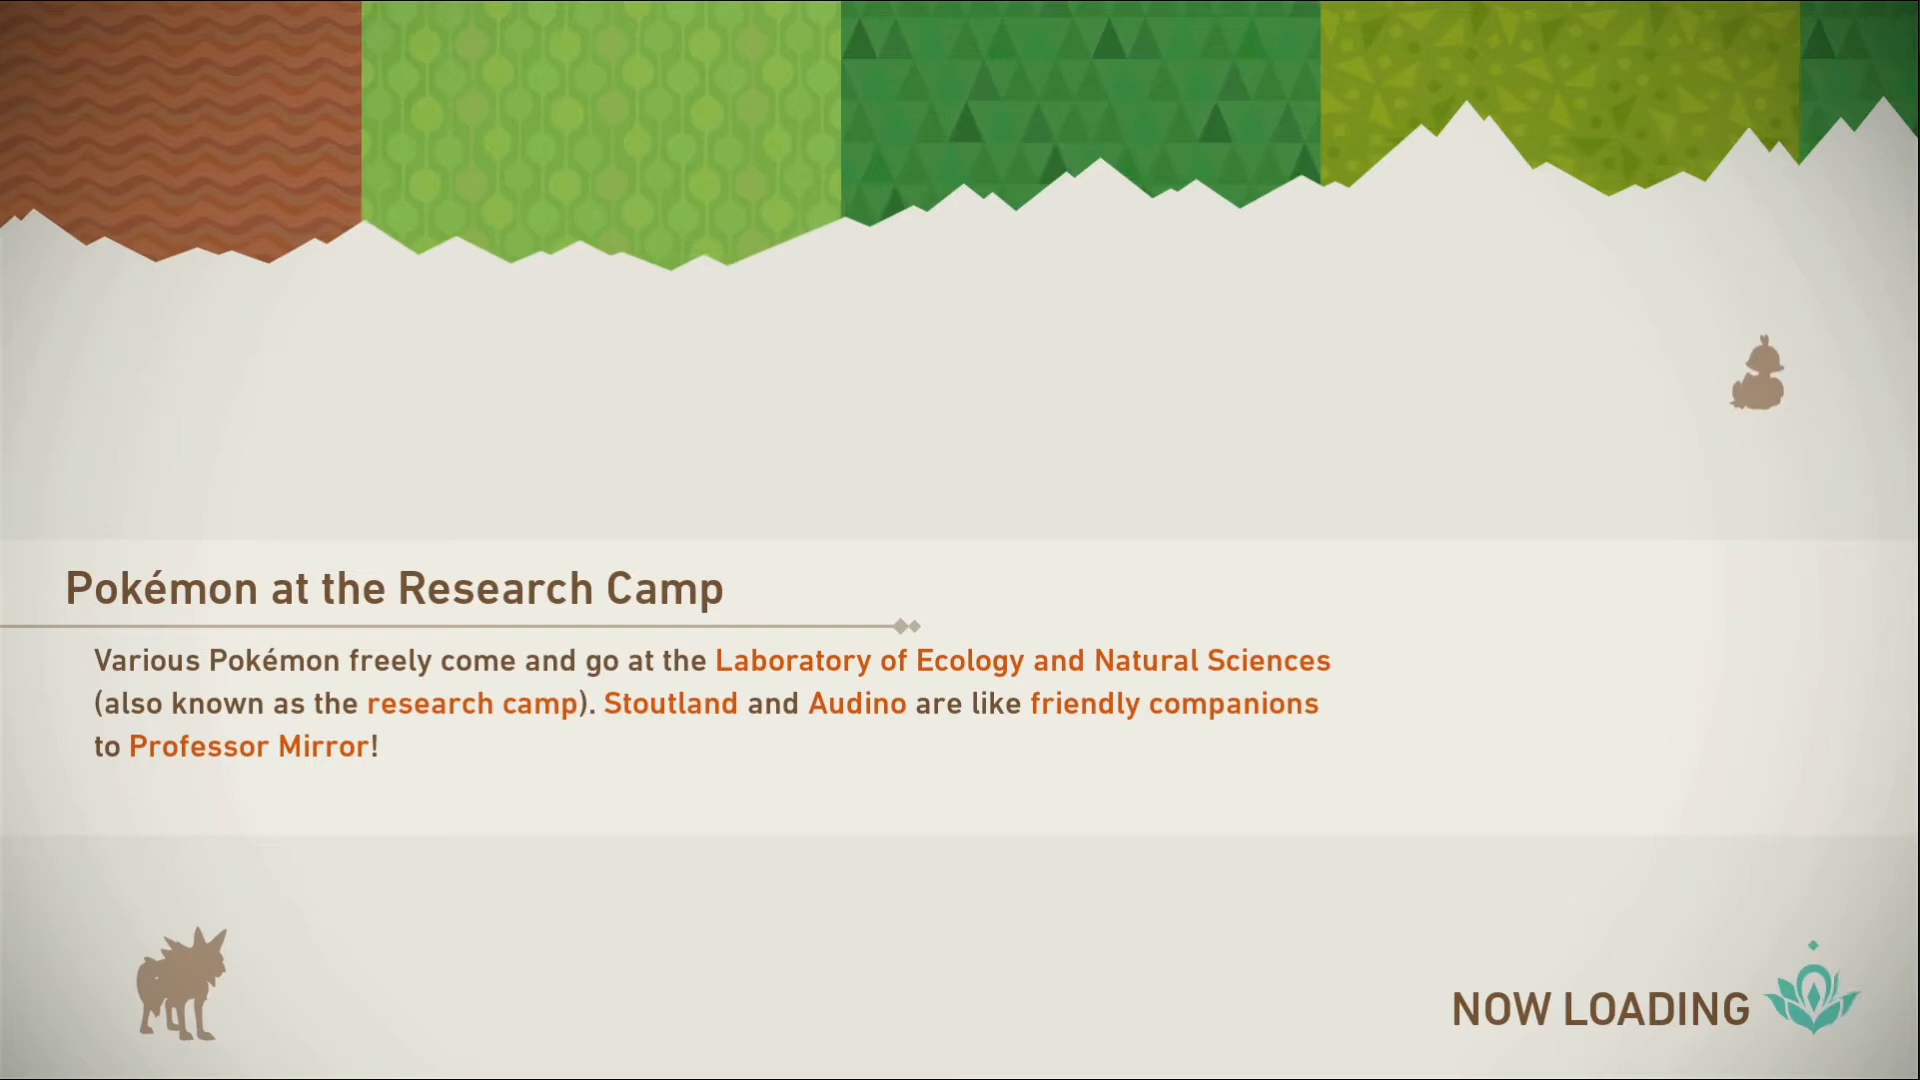 Pokémon at the Research Camp
Various Pokémon freely come and go at the Laboratory of Ecology and Natural Sciences
(also known as the research camp). Stoutland and Audino are like friendly companions
to Professor Mirror!
NOW LOADING